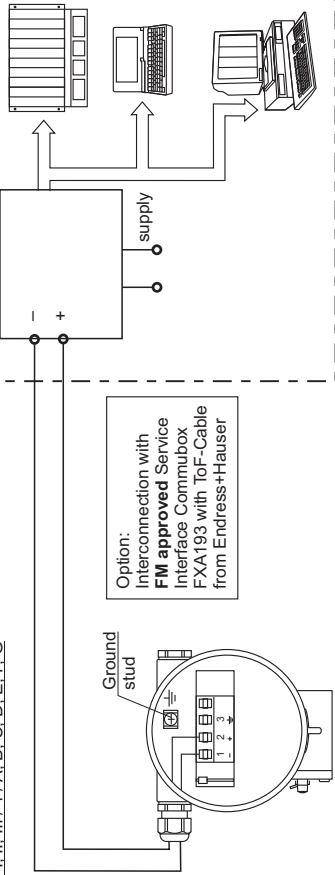 −
+
supply
Option:
Interconnection with
FM approved Service
Interface Commubox
FXA193 with ToF-Cable
from Endress+Hauser
Ground
stud
1 2 3
− +